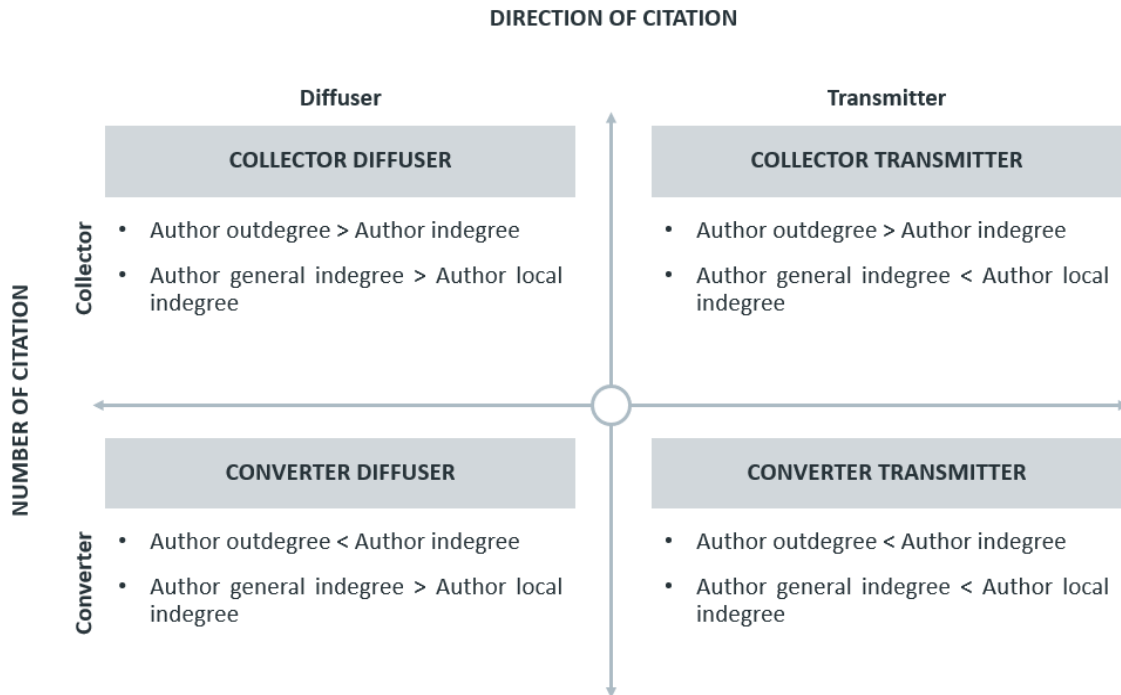 DIRECTION OF CITATION
Diffuser
Transmitter
NUMBER OF CITATION
Collector
COLLECTOR DIFFUSER
• Author outdegree > Author indegree
• Author general indegree > Author local
indegree
COLLECTOR TRANSMITTER
• Author outdegree > Author indegree
• Author general indegree < Author local
indegree
Converter
CONVERTER DIFFUSER
• Author outdegree < Author indegree
• Author general indegree > Author local
indegree
CONVERTER TRANSMITTER
• Author outdegree < Author indegree
• Author general indegree < Author local
indegree